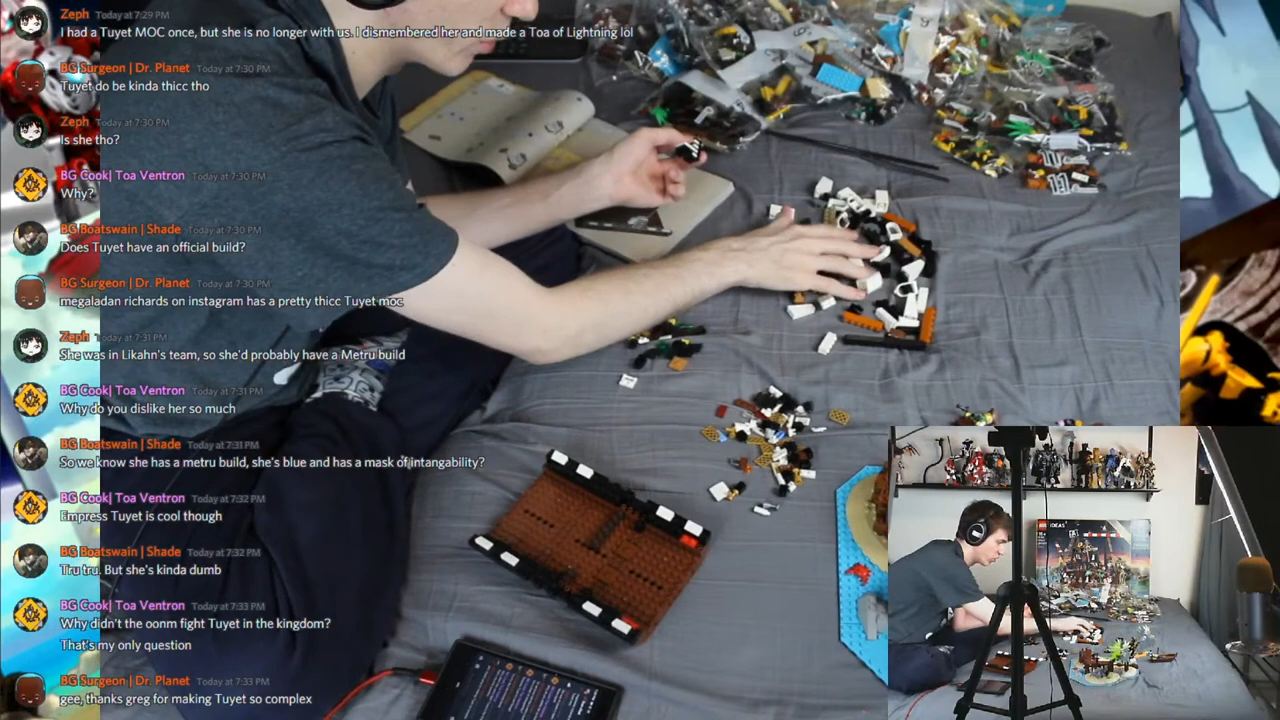 Zeph Today at 7:29 PM
I had a Tuyet MOC once, but she is no longer with us. I dismembered her and made a Toa of Lightning lol
BG Surgeon | Dr. Planet Today at 7:30 PM
Tuyet do be kinda thicc tho
Zeph Today at 7:30 PM
Is she tho?
BG Cook| Toa Ventron Today at 7:30 PM
Why?
BG Boatswain | Shade Today at 7:30 PM
Does Tuyet have an official build?
BG Surgeon | Dr. Planet Today at 7:30 PM
megaladan richards on instagram has a pretty thicc Tuyet moc
Zeph Today at 7:31 PM
She was in Likahn's team, so she'd probably have a Metru build
BG Cook| Toa Ventron Today at 7:31 PM
Why do you dislike her so much
BG Boatswain | Shade Today at 7:31 PM
So we know she has a metru build, she's blue and has a mask of intangability?
BG Cook| Toa Ventron Today at 7:32 PM
Empress Tuyet is cool though
BG Boatswain | Shade Today at 7:32 PM
Tru tru. But she's kinda dumb
BG Cook| Toa Ventron Today at 7:33 PM
Why didn't the oonm fight Tuyet in the kingdom?
That's my only question
BG Surgeon | Dr. Planet Today at 7:33 PM
gee, thanks greg for making Tuyet so complex
10
11
IDEAS